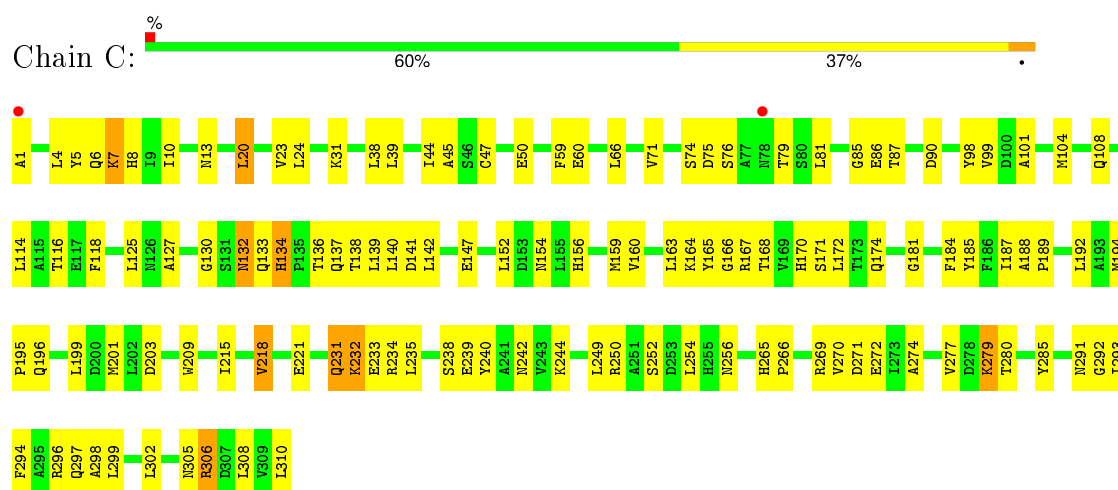 %
Chain C:
60% 37% •
A1 L4 Y5 Q6 K7 H8 I9 I10 N13 L20 V23 L24 K31 L38 L39 I44 A45 S46 C47 E50 F59 E60 L66 V71 S74 D75 S76 A77 N78 T79 S80 L81 G85 E86 T87 D90 Y98 V99 D100 A101 M104 Q108
L114 A115 T116 E117 F118 L125 N126 A127 G130 S131 N132 Q133 H134 P135 T136 Q137 T138 L139 L140 D141 L142 E147 L152 D153 N154 L155 H156 M159 V160 L163 K164 Y165 G166 R167 T168 V169 H170 S171 L172 T173 Q174 G181 F184 Y185 F186 I187 A188 P189 L192 A193 M194
P195 Q196 L199 D200 M201 L202 D203 W209 I215 V218 E221 Q231 K232 E233 R234 L235 S238 E239 Y240 A241 N242 V243 K244 L249 R250 A251 S252 D253 L254 H255 N256 H265 P266 R269 V270 D271 E272 I273 A274 V277 D278 K279 T280 Y285 N291 G292 I293
F294 A295 R296 Q297 A298 L299 L302 N305 R306 D307 L308 V309 L310